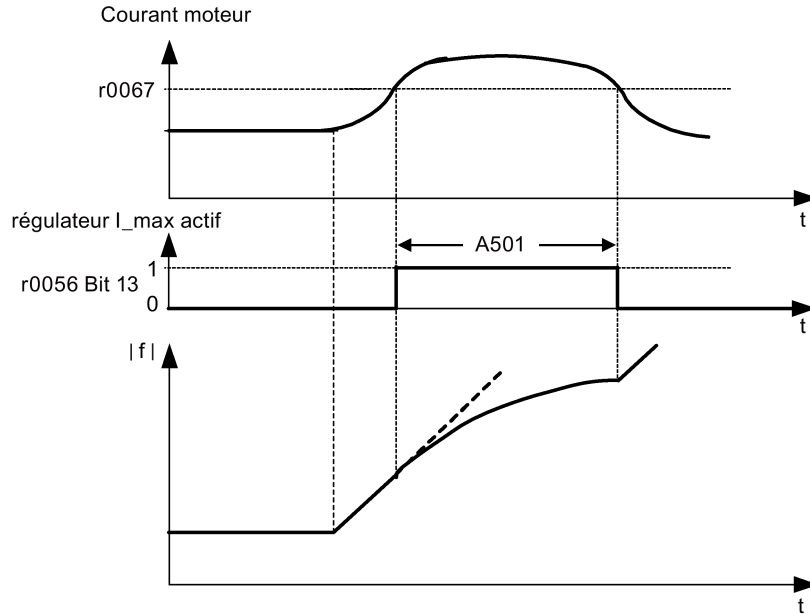 Courant moteur
r0067
t
régulateur I_max actif
A501
1
r0056 Bit 13
0
t
| f |
t